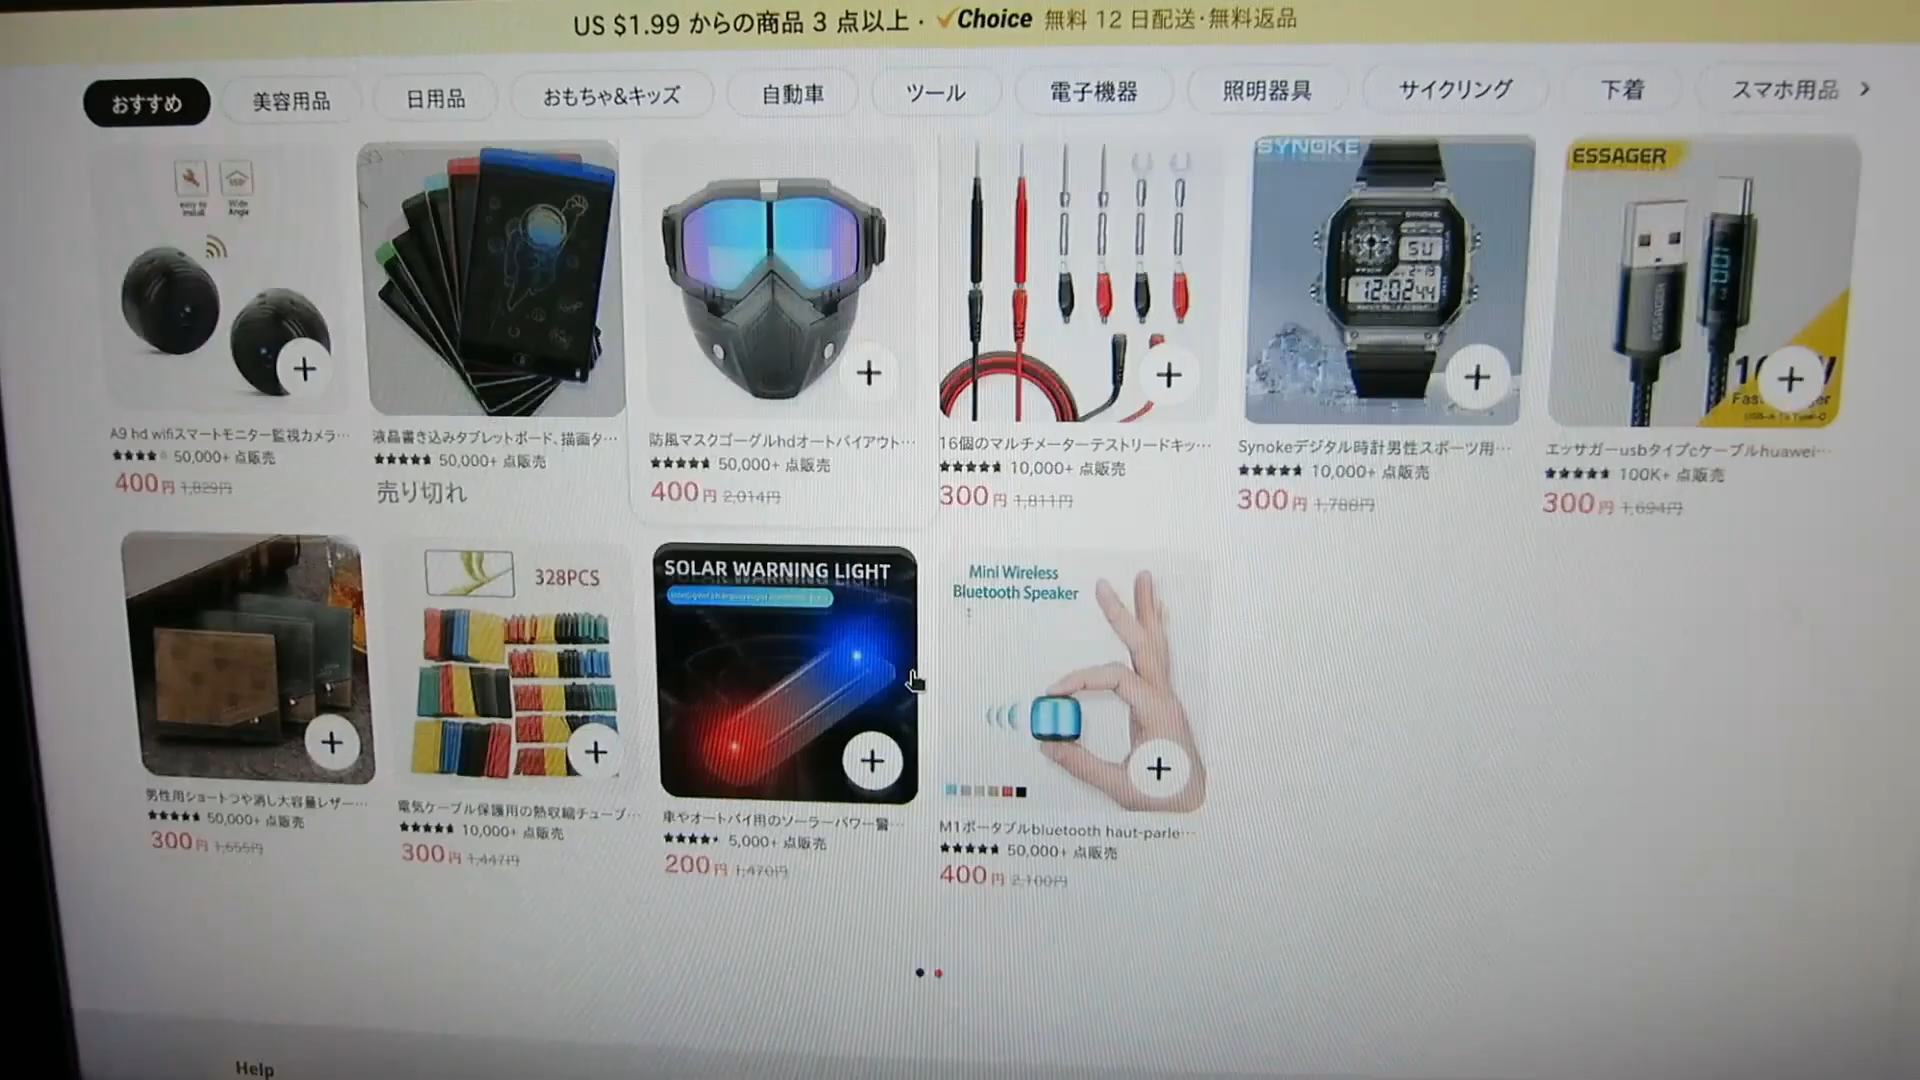 US $1.99 からの商品 3 点以上・ ✓Choice 無料 12 日配送・無料返品
おすすめ 美容用品 日用品 おもちゃ&キッズ 自動車 ツール 電子機器 照明器具 サイクリング 下着 スマホ用品 >
easy to install
Wide Angle
SYNOKE
ESSAGER
12:02 44
A9 hd wifiスマートモニター監視カメラ…
★★★★★ 50,000+ 点販売
400円 1,829円
液晶書き込みタブレットボード、描画タ…
★★★★★ 50,000+ 点販売
売り切れ
防風マスクゴーグルhdオートバイアウト…
★★★★★ 50,000+ 点販売
400円 2,014円
16個のマルチメーターテストリードキッ…
★★★★★ 10,000+ 点販売
300円 1,811円
Synokeデジタル時計男性スポーツ用…
★★★★★ 10,000+ 点販売
300円 1,788円
エッサガーusbタイプcケーブルhuawei…
★★★★★ 100K+ 点販売
300円 1,694円
328PCS
SOLAR WARNING LIGHT
Mini Wireless
Bluetooth Speaker
男性用ショートつや消し大容量レザー…
★★★★★ 50,000+ 点販売
300円 1,655円
電気ケーブル保護用の熱収縮チューブ…
★★★★★ 10,000+ 点販売
300円 1,447円
車やオートバイ用のソーラーパワー警…
★★★★★ 5,000+ 点販売
200円 1,470円
M1ポータブルbluetooth haut-parle…
★★★★★ 50,000+ 点販売
400円 2,100円
Help